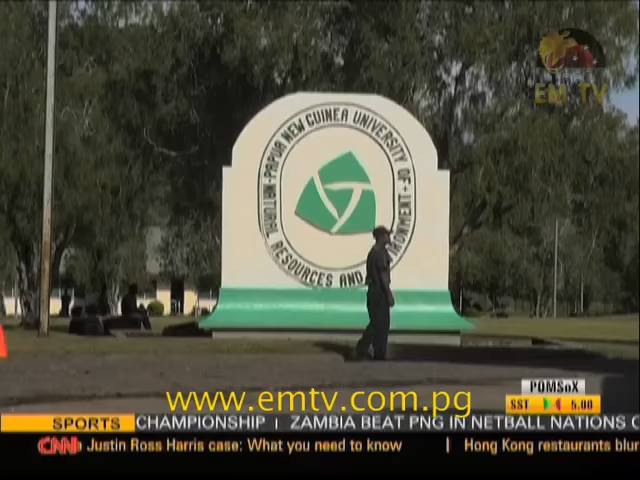 EM TV
PAPUA NEW GUINEA UNIVERSITY OF
NATURAL RESOURCES AND
www.emtv.com.pg
POMSoX
SST 5.00
SPORTS CHAMPIONSHIP | ZAMBIA BEAT PNG IN NETBALL NATIONS
CNN Justin Ross Harris case: What you need to know | Hong Kong restaurants